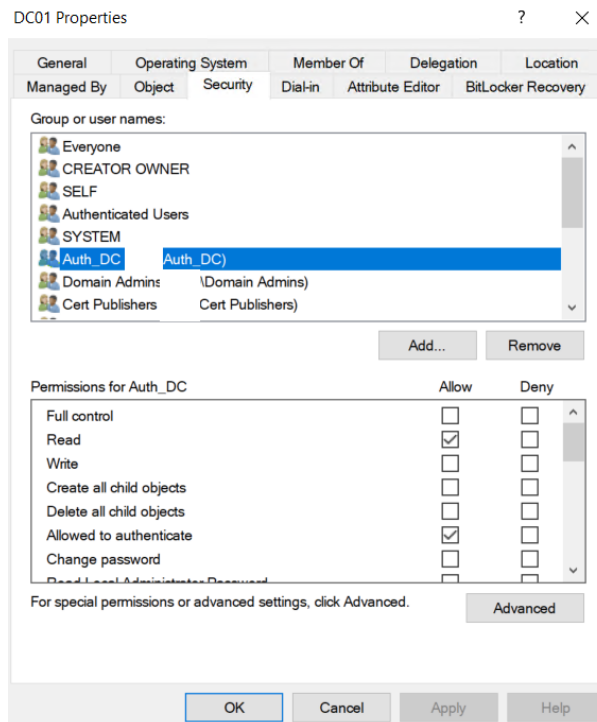 DC01 Properties
?
General Operating System Member Of Delegation Location
Managed By Object Security Dial-in Attribute Editor BitLocker Recovery
Group or user names:
Everyone
CREATOR OWNER
SELF
Authenticated Users
SYSTEM
Auth_DC Auth_DC)
Domain Admins \Domain Admins)
Cert Publishers Cert Publishers)
Add... Remove
Permissions for Auth_DC Allow Deny
Full control
Read
Write
Create all child objects
Delete all child objects
Allowed to authenticate
Change password
Read Local Administrator Password
For special permissions or advanced settings, click Advanced.
Advanced
OK Cancel Apply Help